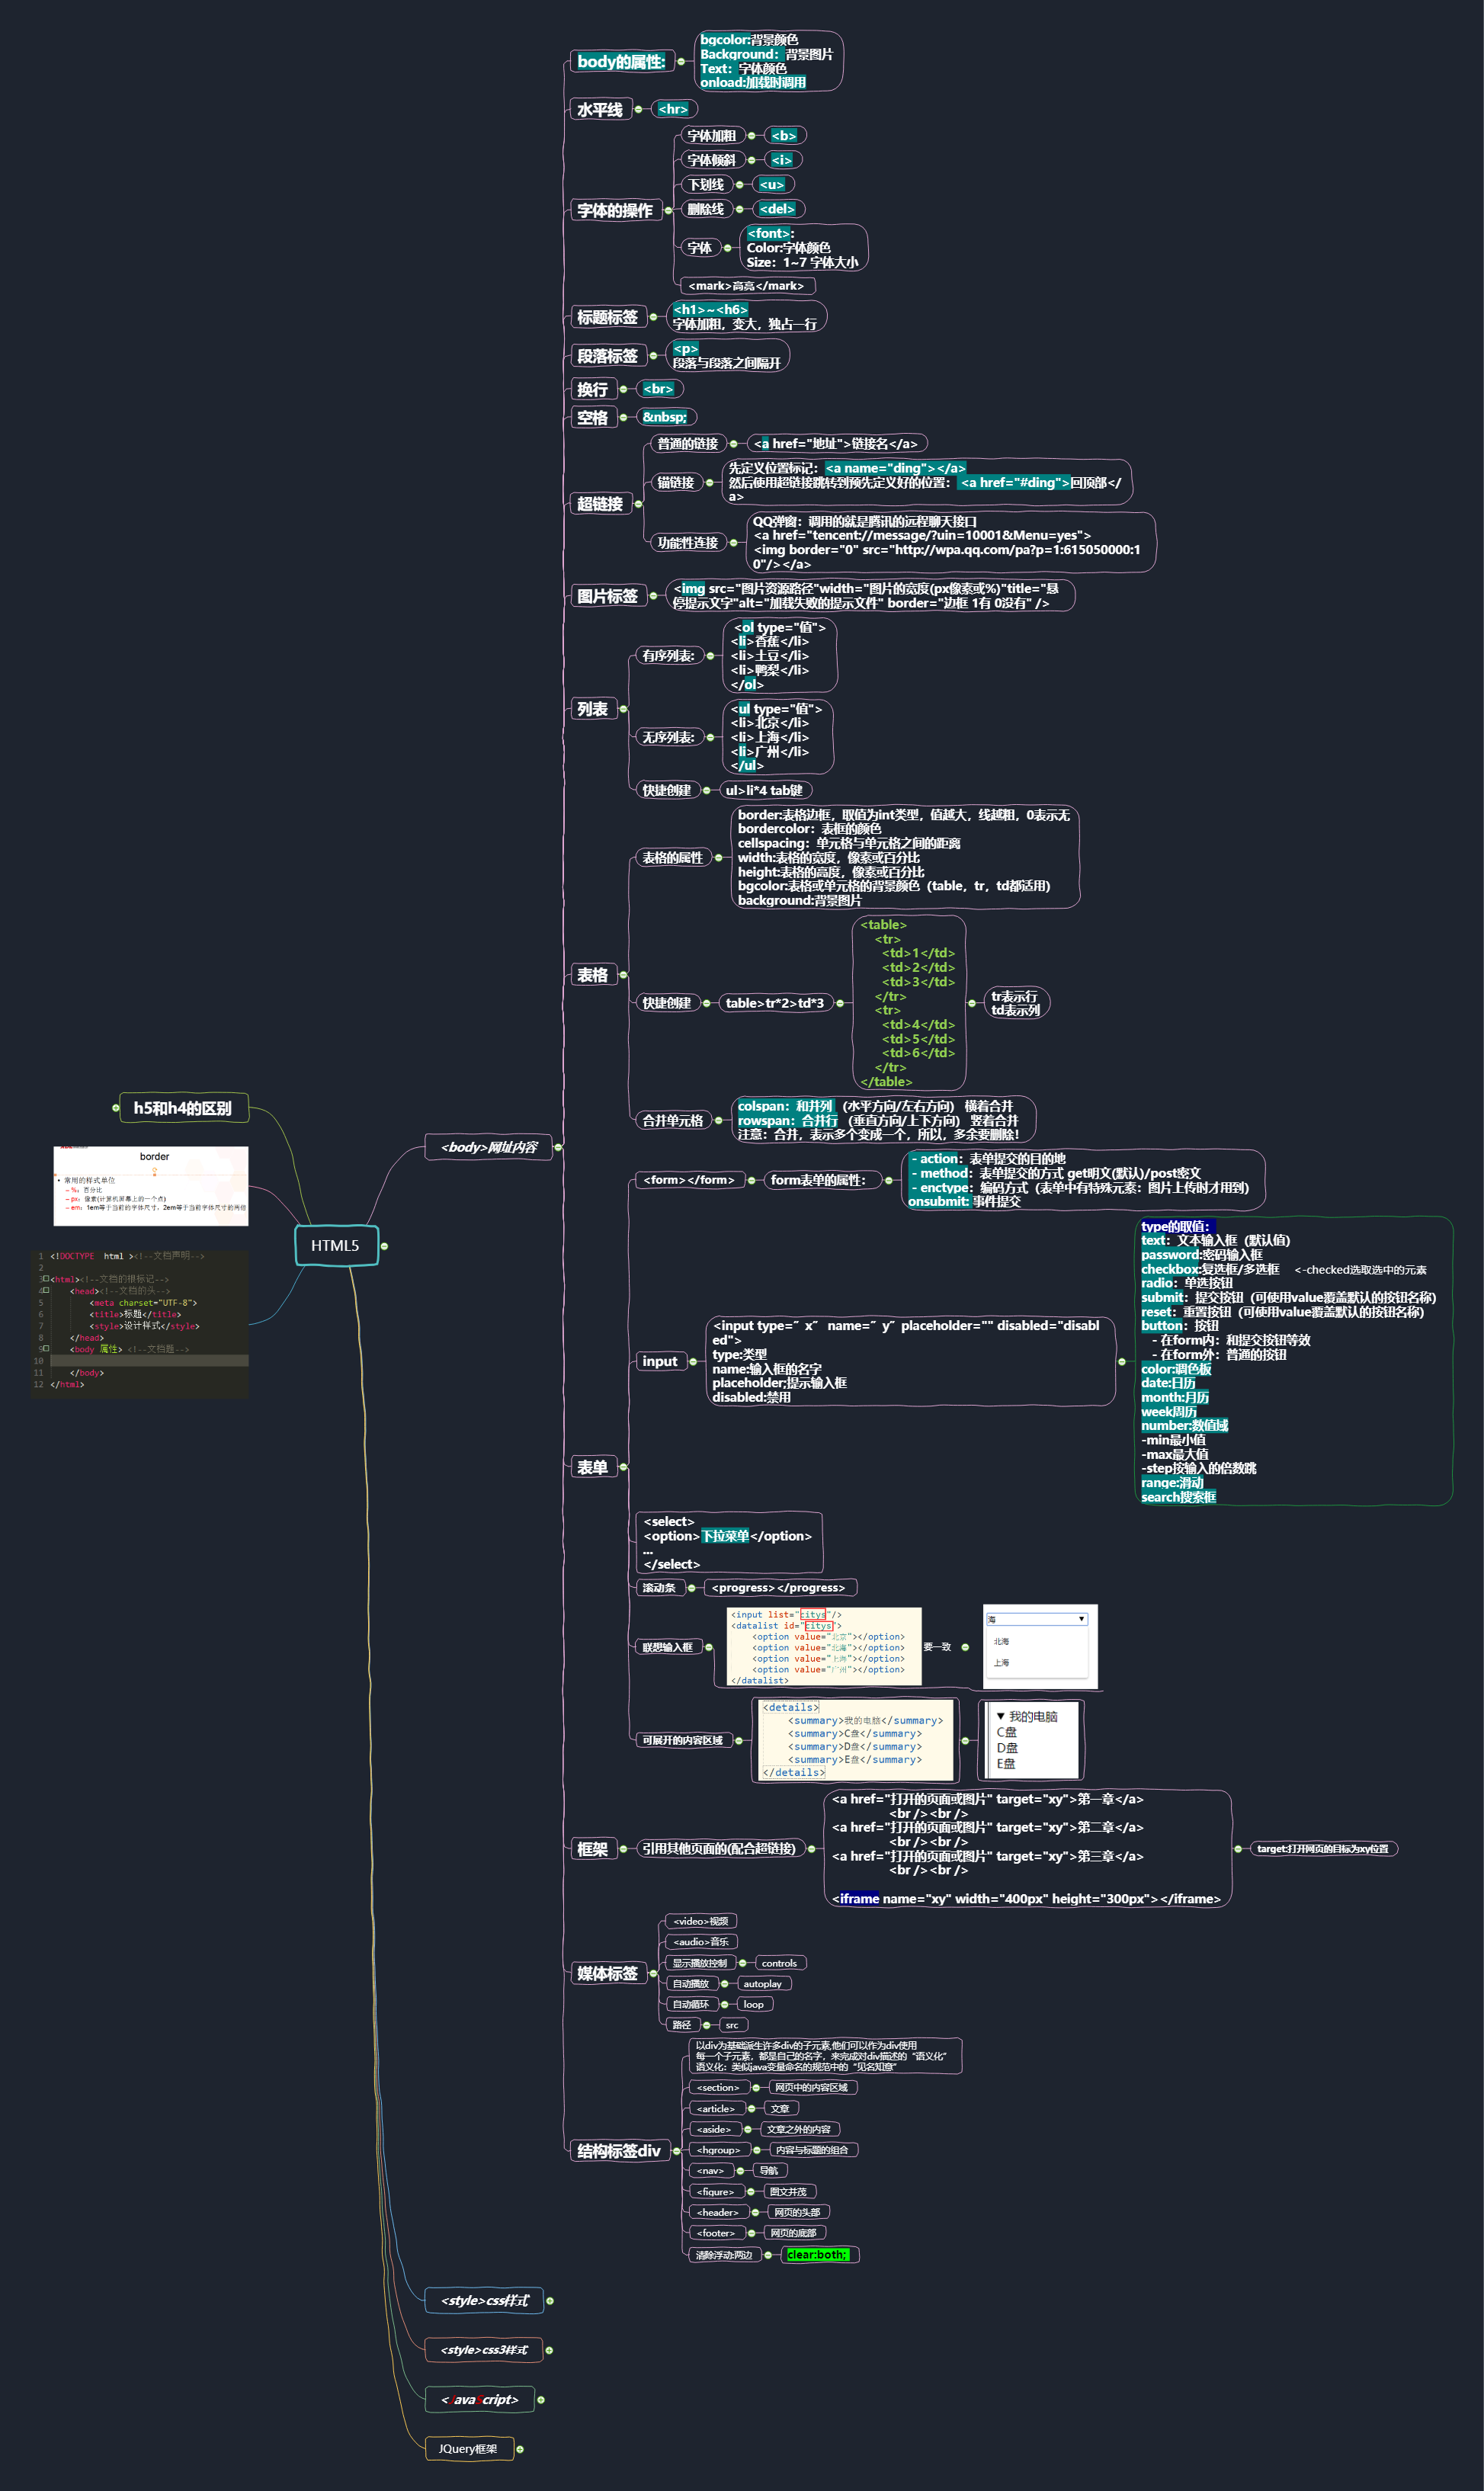 HTML5
h5和h4的区别
border
• 常用的样式单位
– %: 百分比
– px: 像素(计算机屏幕上的一个点)
– em: 1em等于当前的字体尺寸，2em等于当前字体尺寸的两倍
1 <!DOCTYPE html ><!--文档声明-->
2
3 <html><!--文档的根标记-->
4 <head><!--文档的头-->
5 <meta charset="UTF-8">
6 <title>标题</title>
7 <style>设计样式</style>
8 </head>
9 <body 属性> <!--文档题-->
10
11 </body>
12 </html>
<body>网址内容
body的属性:
bgcolor:背景颜色
Background：背景图片
Text：字体颜色
onload:加载时调用
水平线
<hr>
字体的操作
字体加粗
<b>
字体倾斜
<i>
下划线
<u>
删除线
<del>
字体
<font>:
Color:字体颜色
Size：1~7 字体大小
<mark>高亮</mark>
标题标签
<h1>~<h6>
字体加粗，变大，独占一行
段落标签
<p>
段落与段落之间隔开
换行
<br>
空格
&nbsp;
超链接
普通的链接
<a href="地址">链接名</a>
锚链接
先定义位置标记：<a name="ding"></a>
然后使用超链接跳转到预先定义好的位置： <a href="#ding">回顶部</
a>
功能性连接
QQ弹窗：调用的就是腾讯的远程聊天接口
<a href="tencent://message/?uin=10001&Menu=yes">
<img border="0" src="http://wpa.qq.com/pa?p=1:615050000:1
0"/></a>
图片标签
<img src="图片资源路径"width="图片的宽度(px像素或%)"title="悬
停提示文字"alt="加载失败的提示文件" border="边框 1有 0没有" />
列表
有序列表:
<ol type="值">
<li>香蕉</li>
<li>土豆</li>
<li>鸭梨</li>
</ol>
无序列表:
<ul type="值">
<li>北京</li>
<li>上海</li>
<li>广州</li>
</ul>
快捷创建
ul>li*4 tab键
表格
表格的属性
border:表格边框，取值为int类型，值越大，线越粗，0表示无
bordercolor：表框的颜色
cellspacing：单元格与单元格之间的距离
width:表格的宽度，像素或百分比
height:表格的高度，像素或百分比
bgcolor:表格或单元格的背景颜色（table，tr，td都适用）
background:背景图片
快捷创建
table>tr*2>td*3
<table>
<tr>
<td>1</td>
<td>2</td>
<td>3</td>
</tr>
<tr>
<td>4</td>
<td>5</td>
<td>6</td>
</tr>
</table>
tr表示行
td表示列
合并单元格
colspan：和并列（水平方向/左右方向） 横着合并
rowspan：合并行（垂直方向/上下方向） 竖着合并
注意：合并，表示多个变成一个，所以，多余要删除！
表单
<form></form>
form表单的属性：
- action：表单提交的目的地
- method：表单提交的方式 get明文(默认)/post密文
- enctype：编码方式（表单中有特殊元素：图片上传时才用到）
onsubmit: 事件提交
input
<input type=″x″ name=″y″ placeholder="" disabled="disabl
ed">
type:类型
name:输入框的名字
placeholder;提示输入框
disabled:禁用
type的取值：
text：文本输入框（默认值）
password:密码输入框
checkbox:复选框/多选框 <-checked选取选中的元素
radio：单选按钮
submit：提交按钮（可使用value覆盖默认的按钮名称）
reset：重置按钮（可使用value覆盖默认的按钮名称）
button：按钮
- 在form内：和提交按钮等效
- 在form外：普通的按钮
color:调色板
date:日历
month:月历
week周历
number:数值域
-min最小值
-max最大值
-step按输入的倍数跳
range:滑动
search搜索框
<select>
<option>下拉菜单</option>
...
</select>
滚动条
<progress></progress>
联想输入框
<input list="citys"/>
<datalist id="citys">
<option value="北京"></option>
<option value="北海"></option>
<option value="上海"></option>
<option value="广州"></option>
</datalist>
要一致
海
北海
上海
可展开的内容区域
<details>
<summary>我的电脑</summary>
<summary>C盘</summary>
<summary>D盘</summary>
<summary>E盘</summary>
</details>
▼ 我的电脑
C盘
D盘
E盘
框架
引用其他页面的(配合超链接)
<a href="打开的页面或图片" target="xy">第一章</a>
<br /><br />
<a href="打开的页面或图片" target="xy">第二章</a>
<br /><br />
<a href="打开的页面或图片" target="xy">第三章</a>
<br /><br />
<iframe name="xy" width="400px" height="300px"></iframe>
target:打开网页的目标为xy位置
媒体标签
<video>视频
<audio>音乐
显示播放控制
controls
自动播放
autoplay
自动循环
loop
路径
src
结构标签div
以div为基础派生许多div的子元素,他们可以作为div使用
每一个子元素，都是自己的名字，来完成对div描述的“语义化”
语义化：类似java变量命名的规范中的“见名知意”
<section>
网页中的内容区域
<article>
文章
<aside>
文章之外的内容
<hgroup>
内容与标题的组合
<nav>
导航
<figure>
图文并茂
<header>
网页的头部
<footer>
网页的底部
清除浮动:两边
clear:both;
<style>css样式
<style>css3样式
<JavaScript>
JQuery框架